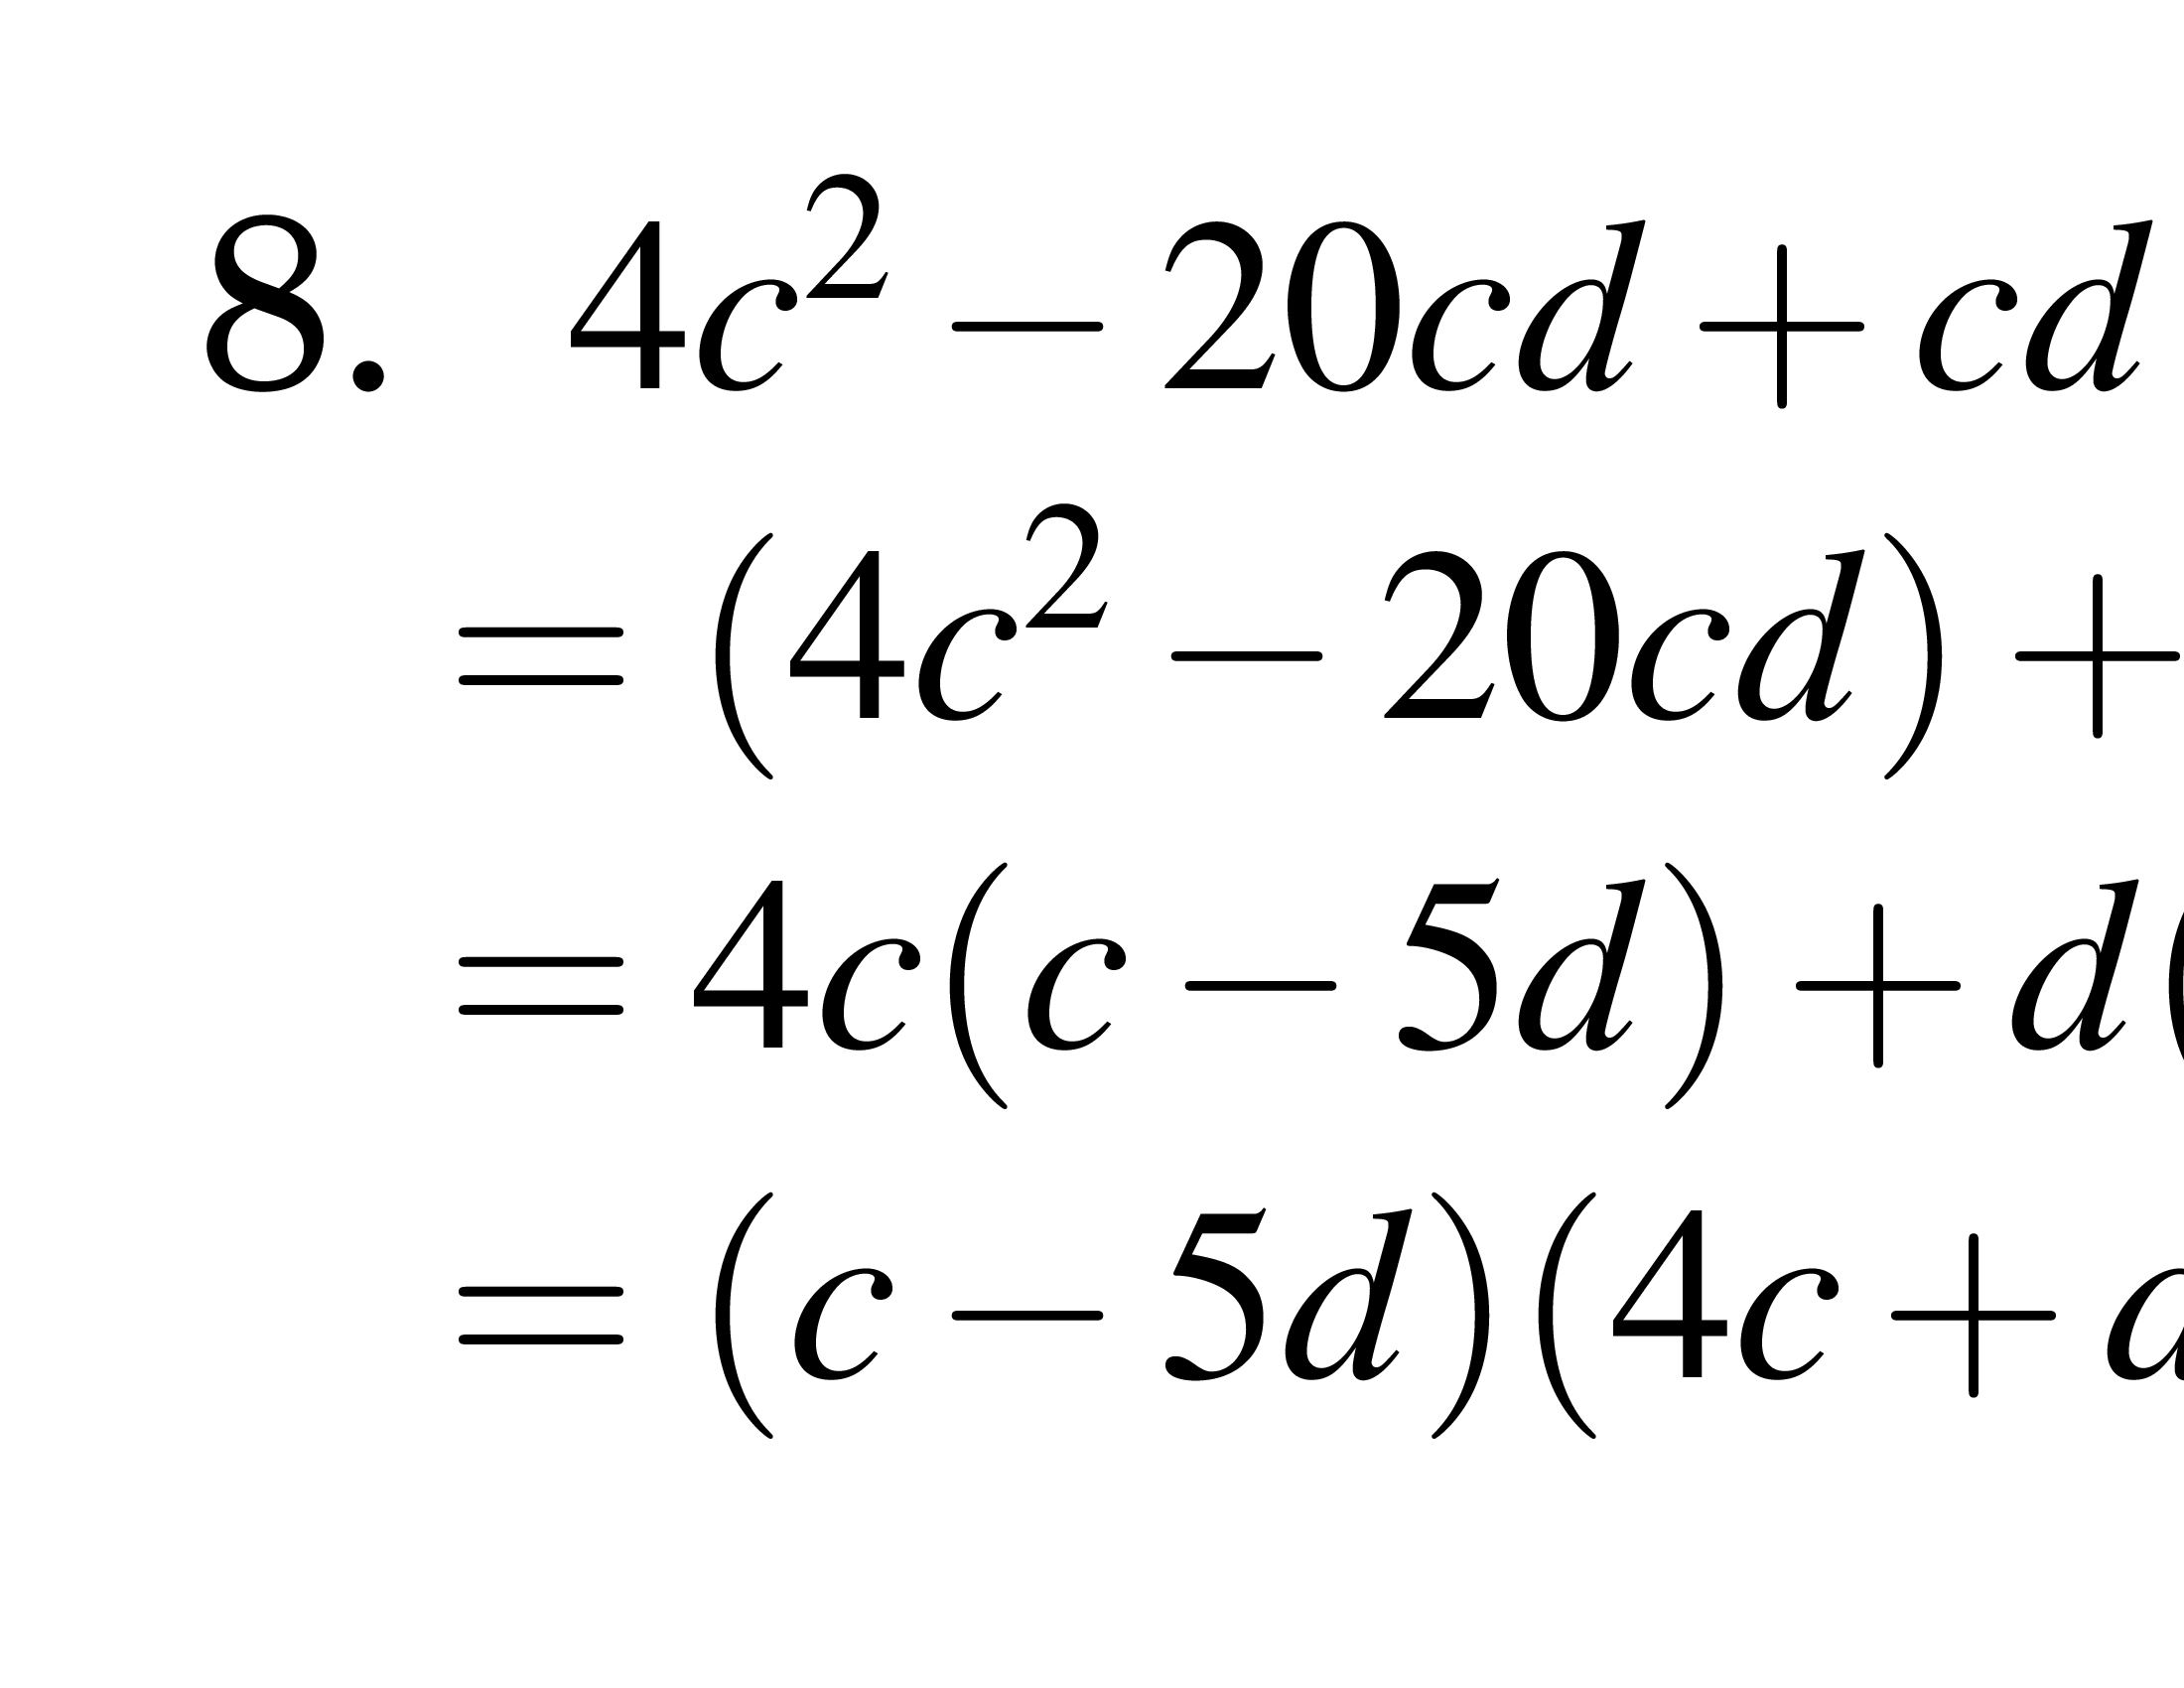 8. 4c² − 20cd + cd
= (4c² − 20cd) +
= 4c(c − 5d) + d(
= (c − 5d)(4c +